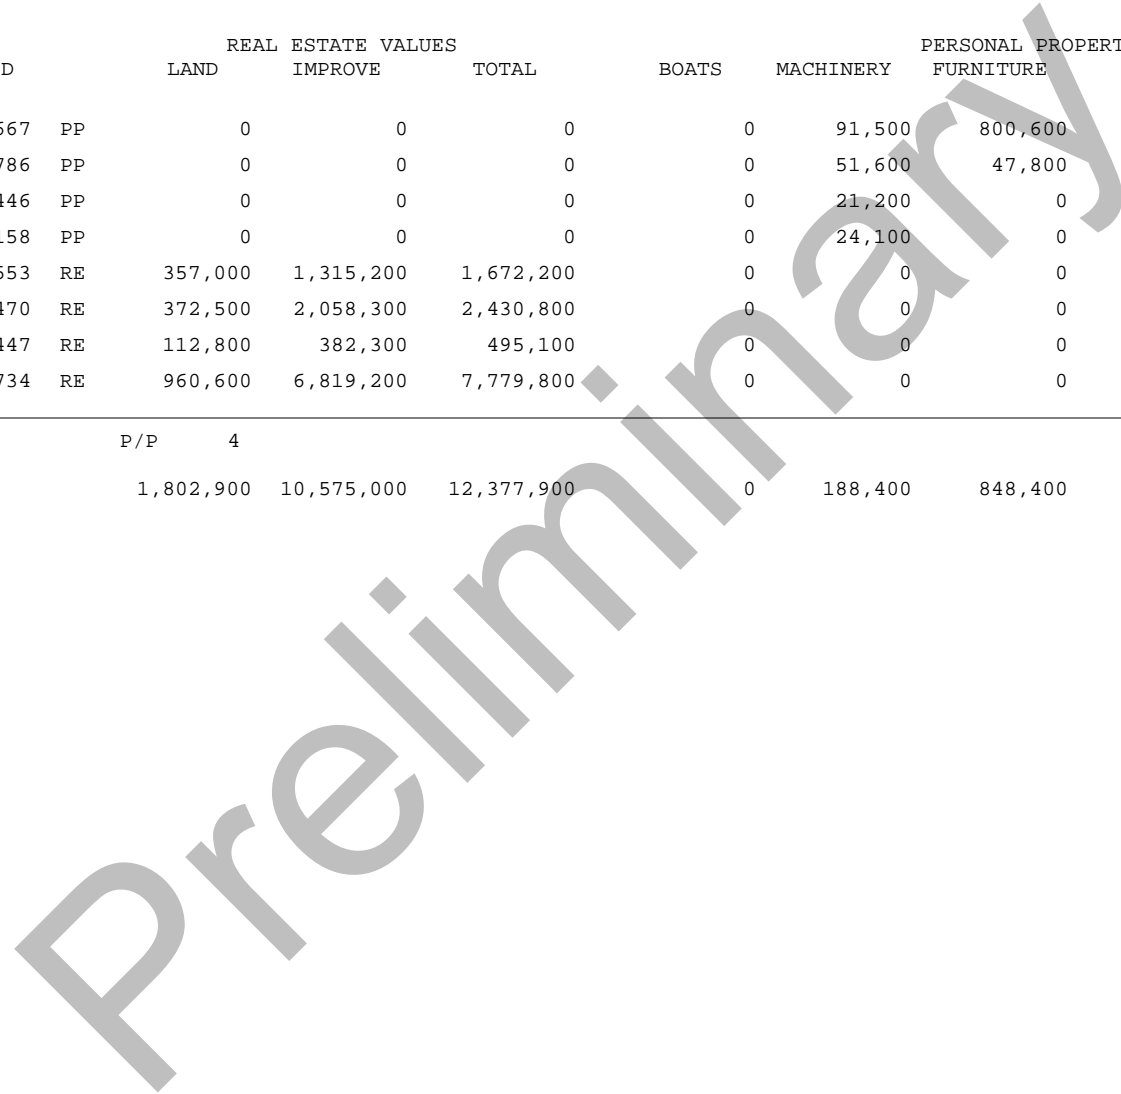 REAL ESTATE VALUES PERSONAL PROPERT
D LAND IMPROVE TOTAL BOATS MACHINERY FURNITURE
567 PP 0 0 0 0 91,500 800,600
786 PP 0 0 0 0 51,600 47,800
446 PP 0 0 0 0 21,200 0
158 PP 0 0 0 0 24,100 0
553 RE 357,000 1,315,200 1,672,200 0 0 0
470 RE 372,500 2,058,300 2,430,800 0 0 0
447 RE 112,800 382,300 495,100 0 0 0
734 RE 960,600 6,819,200 7,779,800 0 0 0
P/P 4
1,802,900 10,575,000 12,377,900 0 188,400 848,400
Preliminary